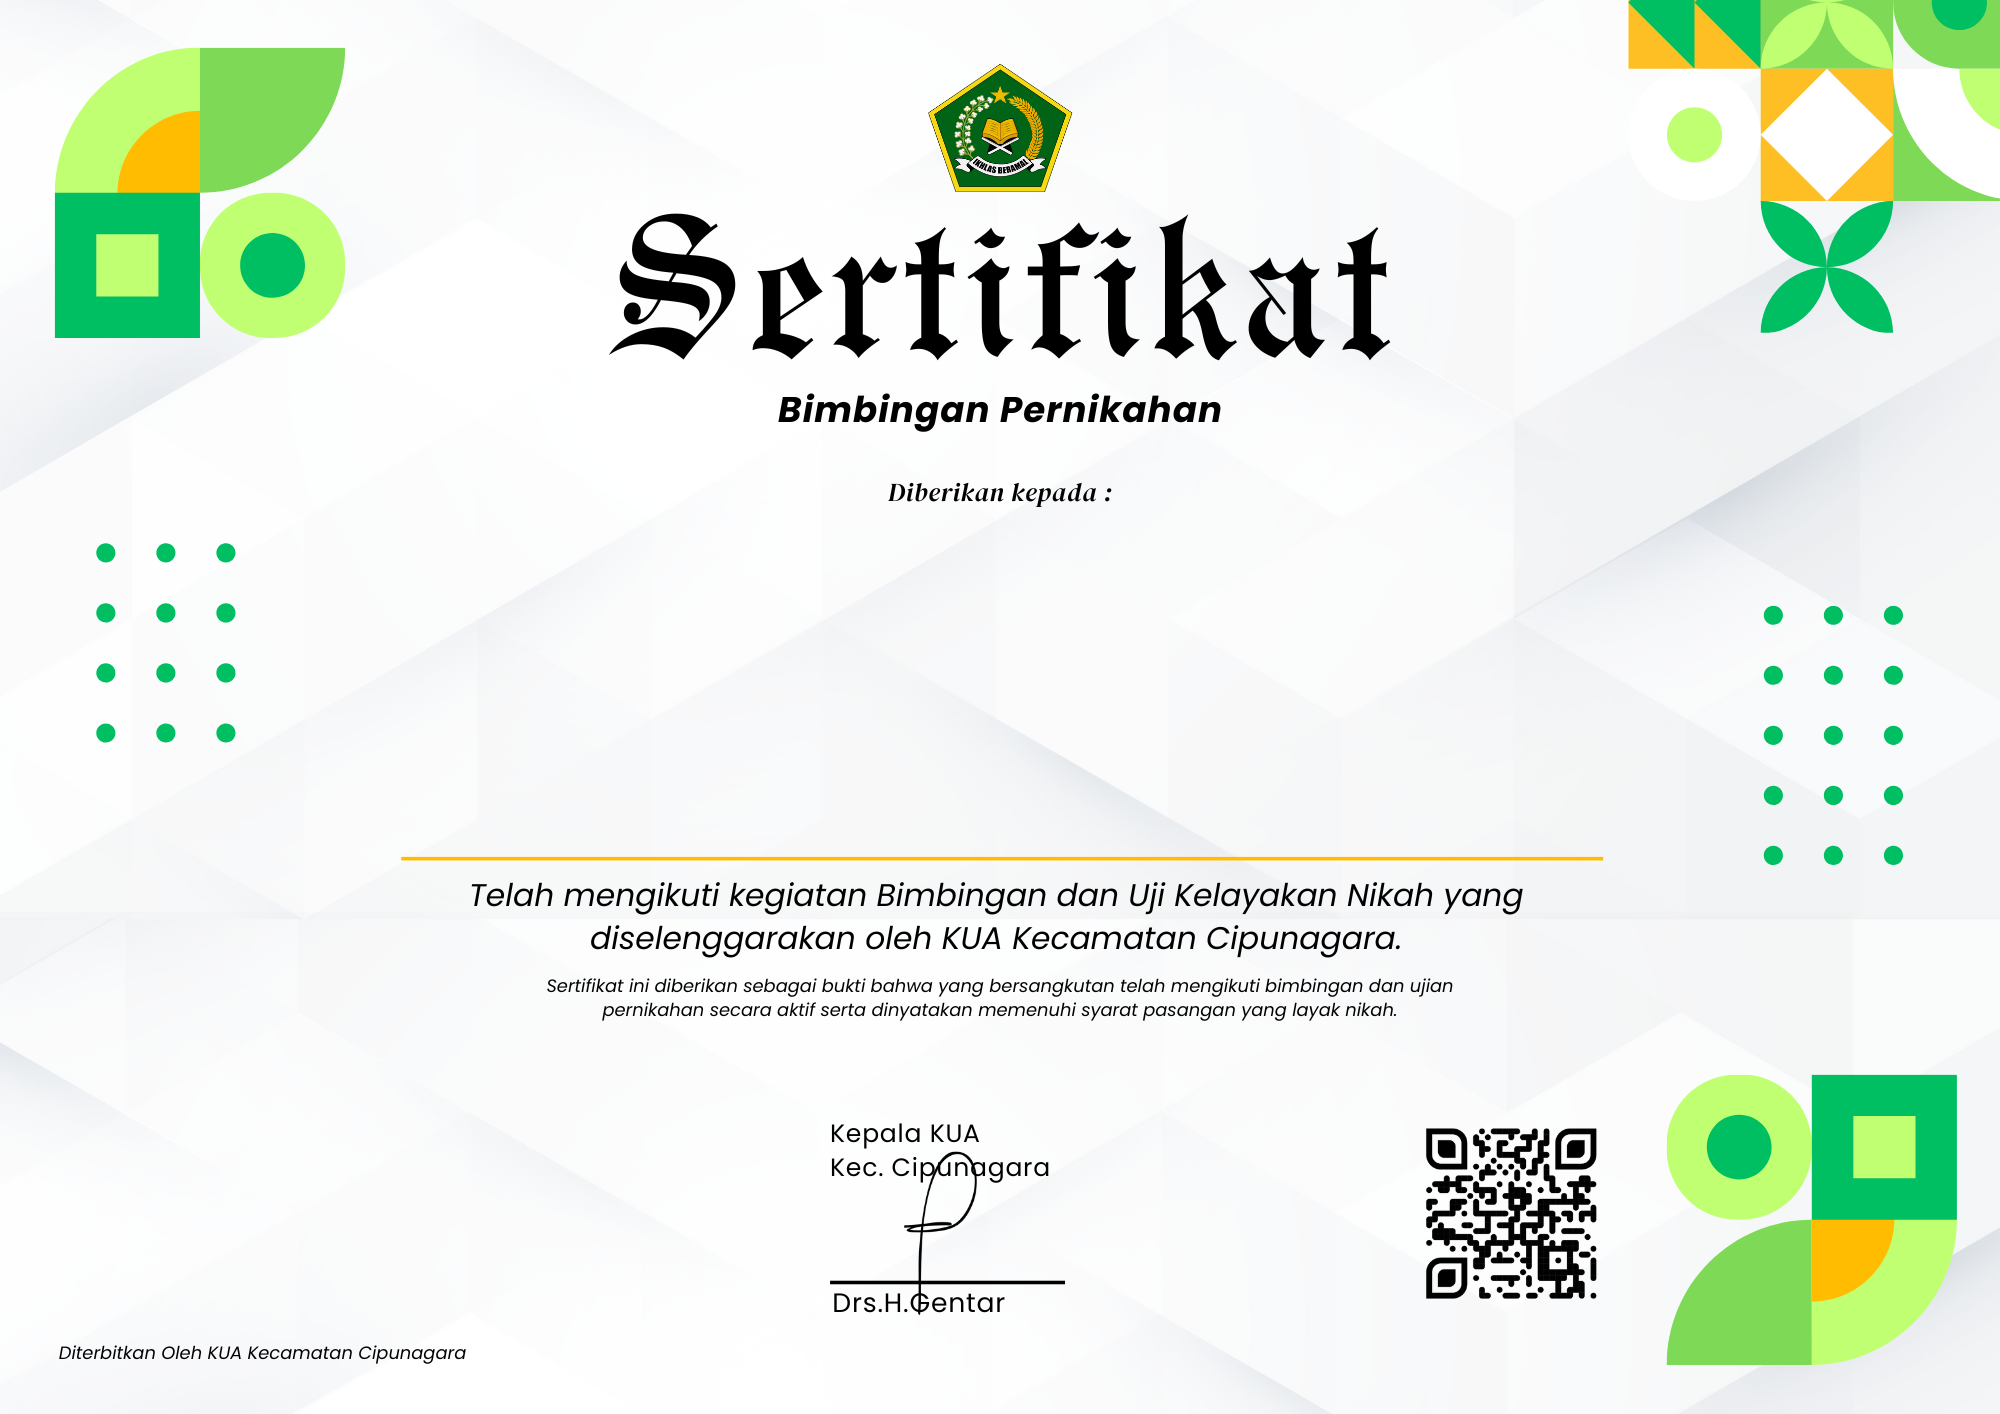 IKHLAS BERAMAL
Sertifikat
Bimbingan Pernikahan
Diberikan kepada :
Telah mengikuti kegiatan Bimbingan dan Uji Kelayakan Nikah yang
diselenggarakan oleh KUA Kecamatan Cipunagara.
Sertifikat ini diberikan sebagai bukti bahwa yang bersangkutan telah mengikuti bimbingan dan ujian
pernikahan secara aktif serta dinyatakan memenuhi syarat pasangan yang layak nikah.
Kepala KUA
Kec. Cipunagara
Drs.H.Gentar
Diterbitkan Oleh KUA Kecamatan Cipunagara